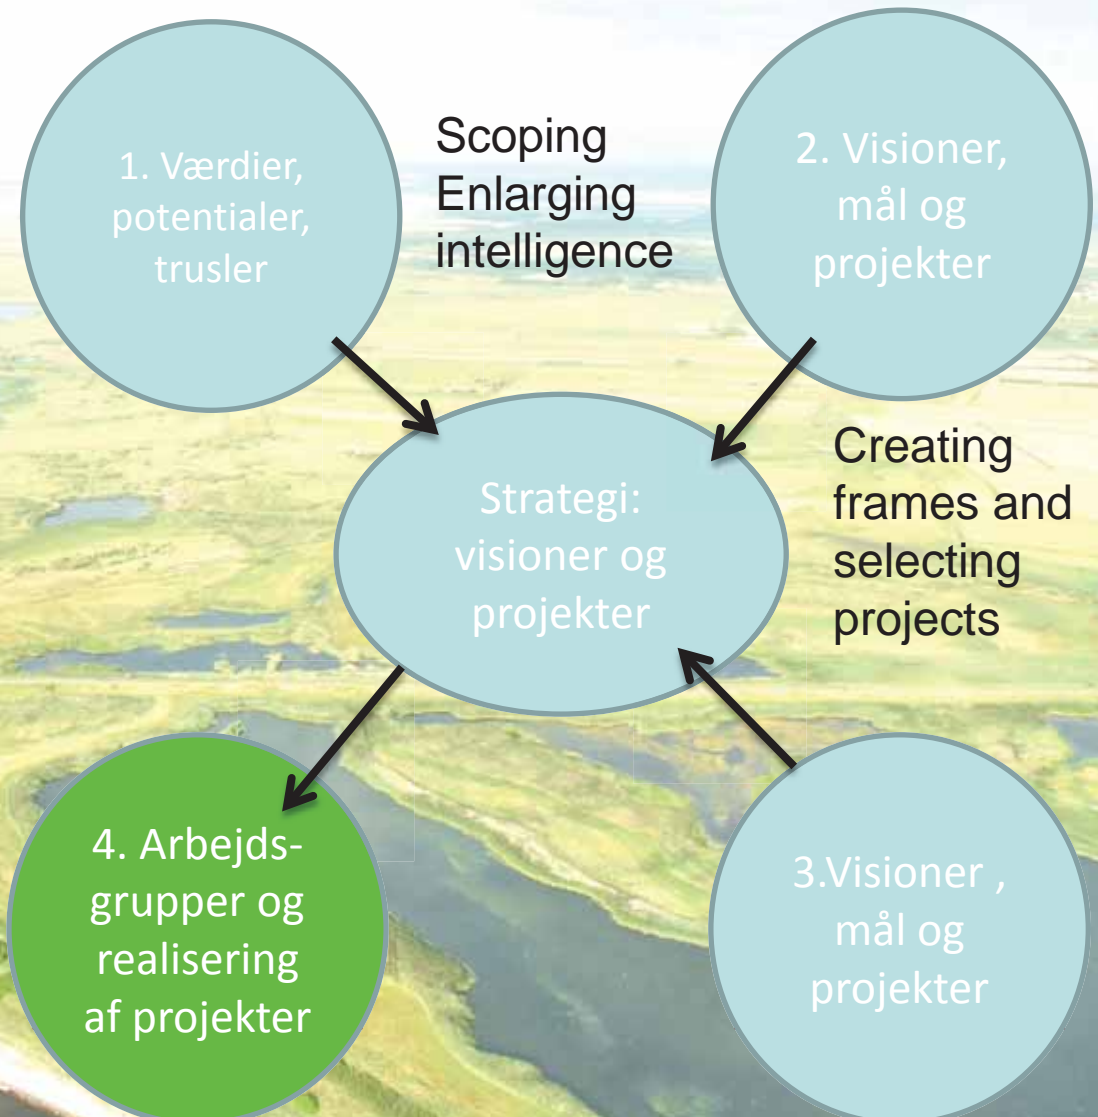 1. Værdier,
potentialer,
trusler
Scoping
Enlarging
intelligence
2. Visioner,
mål og
projekter
Strategi:
visioner og
projekter
Creating
frames and
selecting
projects
4. Arbejds-
grupper og
realisering
af projekter
3.Visioner ,
mål og
projekter